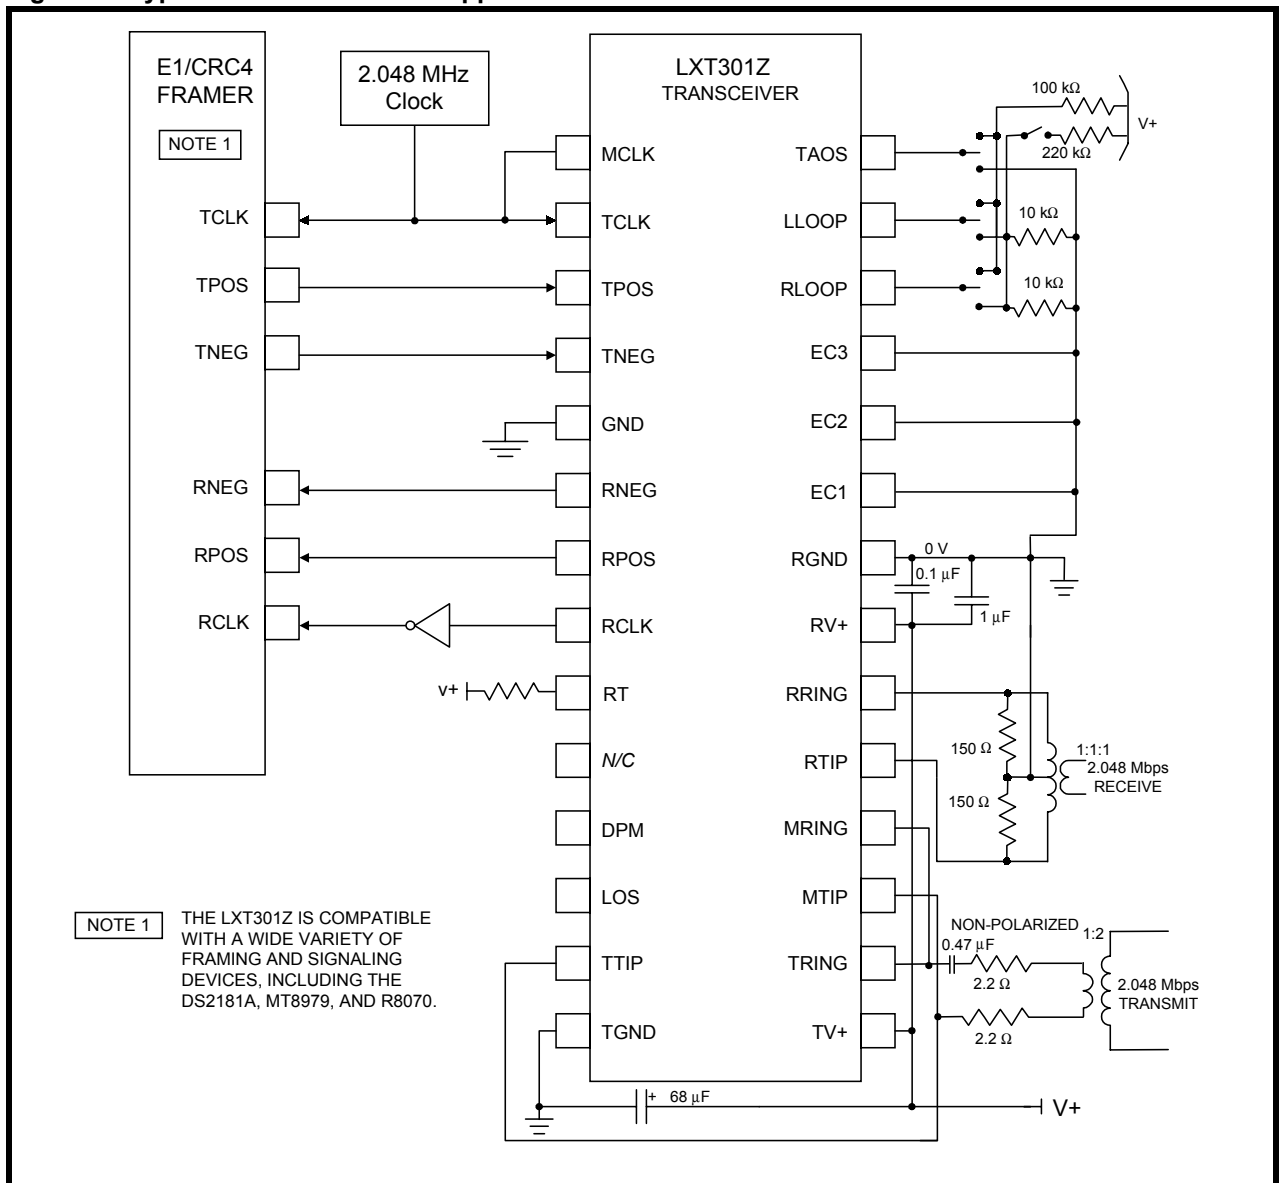 E1/CRC4
FRAMER
NOTE 1
TCLK
TPOS
TNEG
RNEG
RPOS
RCLK
2.048 MHz
Clock
LXT301Z
TRANSCEIVER
MCLK
TCLK
TPOS
TNEG
GND
RNEG
RPOS
RCLK
v+
RT
N/C
DPM
LOS
TTIP
TGND
TAOS
LLOOP
RLOOP
EC3
EC2
EC1
RGND
RV+
RRING
RTIP
MRING
MTIP
TRING
TV+
100 kΩ
V+
220 kΩ
10 kΩ
10 kΩ
0 V
0.1 µF
1 µF
150 Ω
150 Ω
1:1:1
2.048 Mbps
RECEIVE
NON-POLARIZED
0.47 µF
1:2
2.2 Ω
2.2 Ω
2.048 Mbps
TRANSMIT
+ 68 µF
V+
NOTE 1
THE LXT301Z IS COMPATIBLE
WITH A WIDE VARIETY OF
FRAMING AND SIGNALING
DEVICES, INCLUDING THE
DS2181A, MT8979, AND R8070.